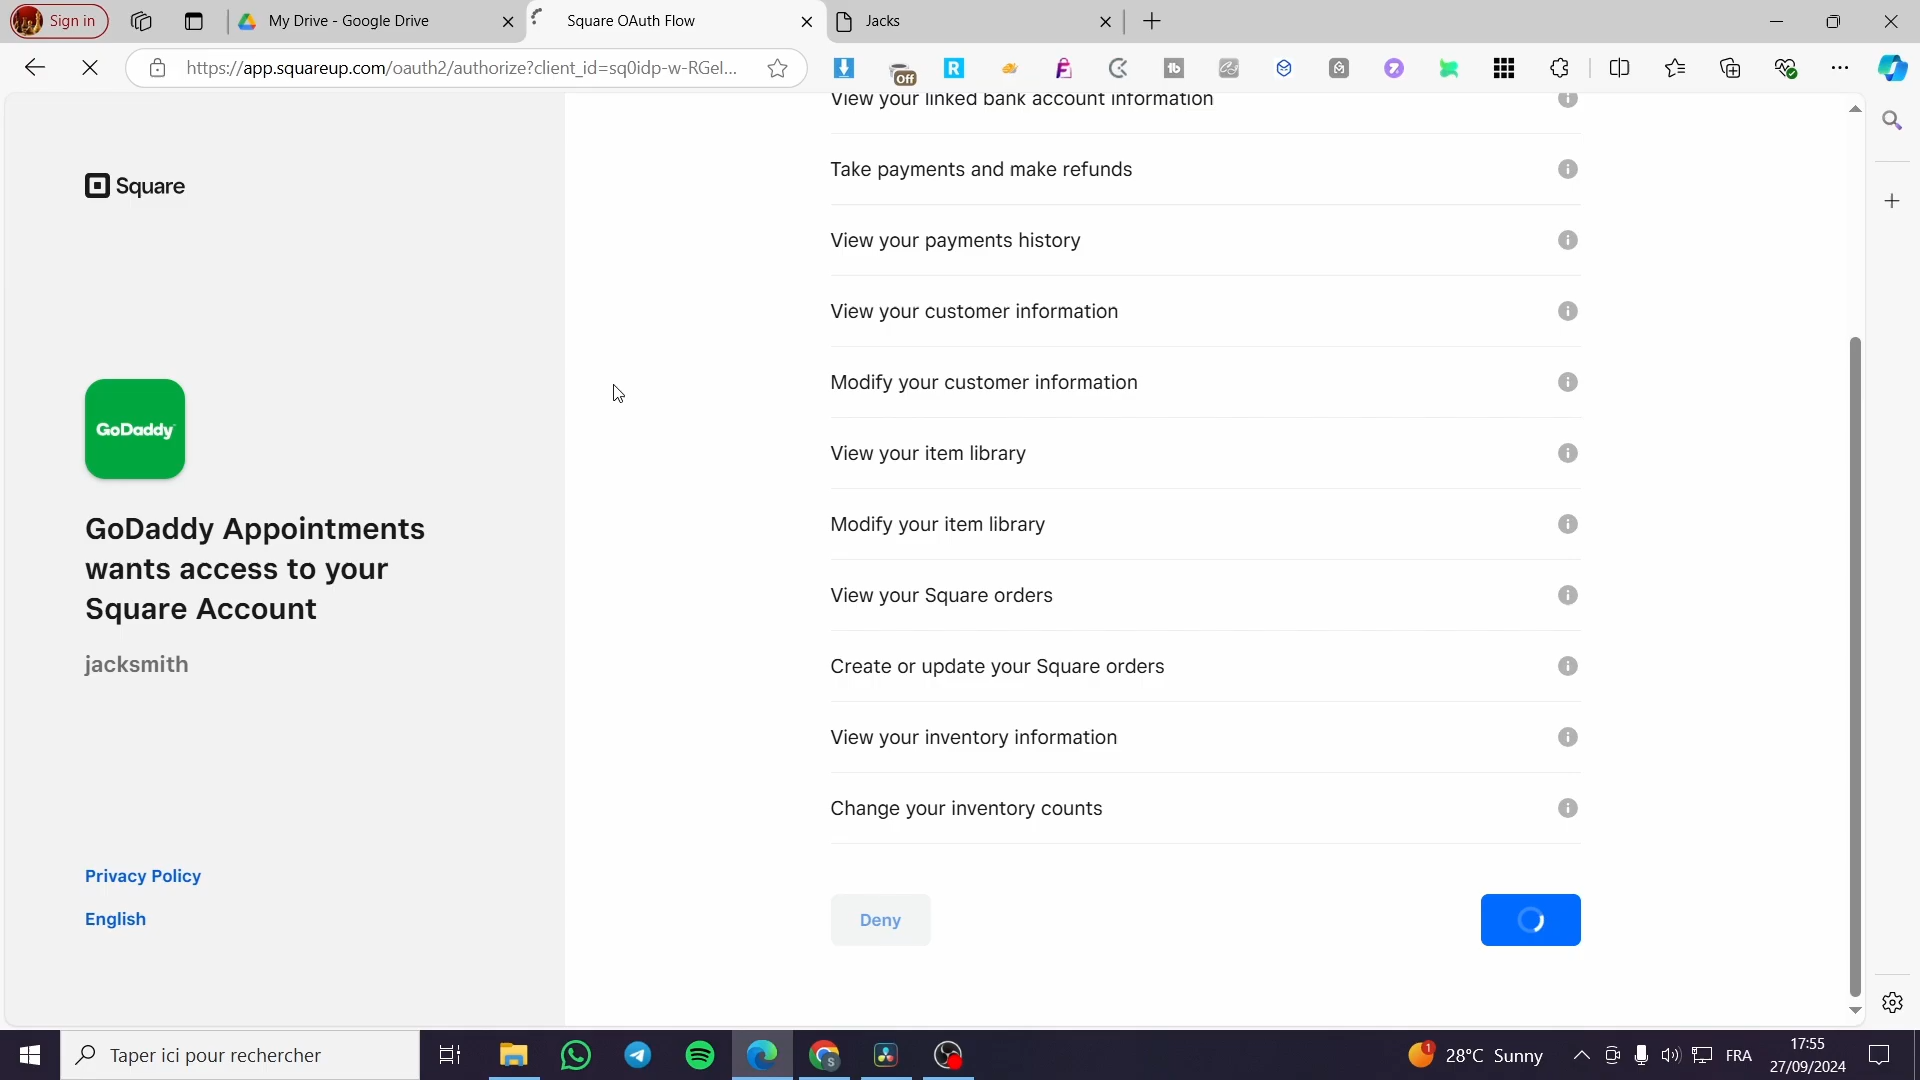 Sign in
My Drive - Google Drive
Square OAuth Flow
Jacks
https://app.squareup.com/oauth2/authorize?client_id=sq0idp-w-RGel...
Off
View your linked bank account information
Square
Take payments and make refunds
View your payments history
View your customer information
Modify your customer information
GoDaddy
View your item library
GoDaddy Appointments
wants access to your
Square Account
Modify your item library
View your Square orders
jacksmith
Create or update your Square orders
View your inventory information
Change your inventory counts
Privacy Policy
English
Deny
Taper ici pour rechercher
1
28°C Sunny
FRA
17:55
27/09/2024